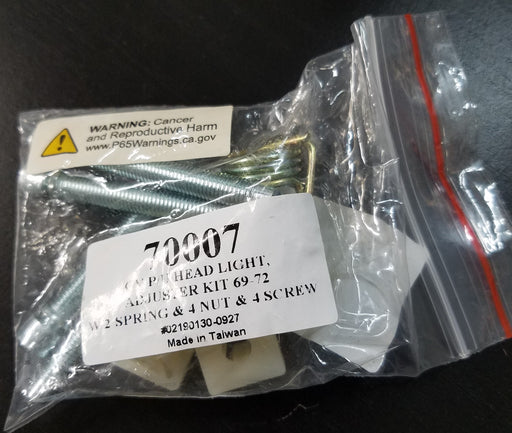 WARNING: Cancer
and Reproductive Harm
www.P65Warnings.ca.gov
70007
HEAD LIGHT,
ADJUSTER KIT 69-72
W/2 SPRING & 4 NUT & 4 SCREW
#02190130-0927
Made in Taiwan